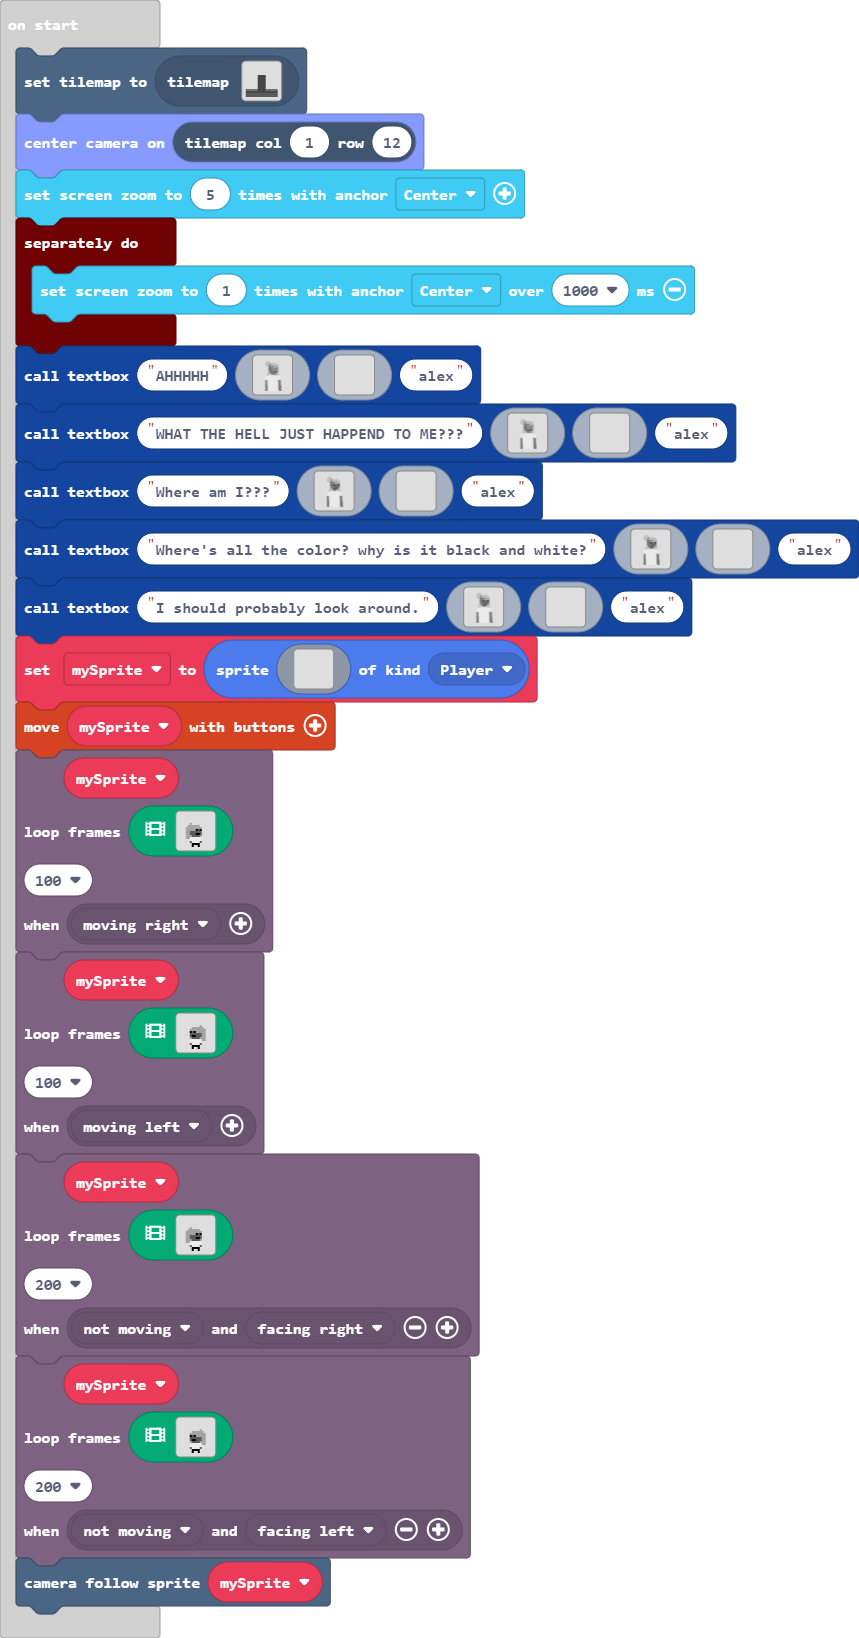 on start
set tilemap to tilemap
center camera on tilemap col 1 row 12
set screen zoom to 5 times with anchor Center
separately do
set screen zoom to 1 times with anchor Center over 1000 ms
call textbox "AHHHHH" "alex"
call textbox "WHAT THE HELL JUST HAPPEND TO ME???" "alex"
call textbox "Where am I???" "alex"
call textbox "Where's all the color? why is it black and white?" "alex"
call textbox "I should probably look around." "alex"
set mySprite to sprite of kind Player
move mySprite with buttons
mySprite
loop frames
100
when moving right
mySprite
loop frames
100
when moving left
mySprite
loop frames
200
when not moving and facing right
mySprite
loop frames
200
when not moving and facing left
camera follow sprite mySprite